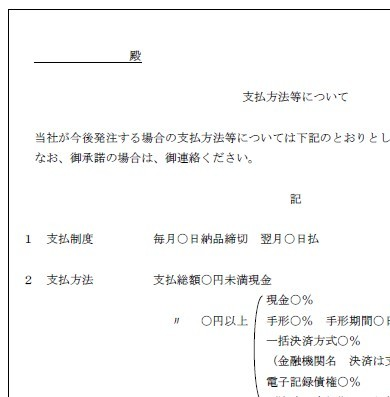 殿
支払方法等について
当社が今後発注する場合の支払方法等については下記のとおりとし
なお、御承諾の場合は、御連絡ください。
記
1 支払制度 毎月○日納品締切 翌月○日払
2 支払方法 支払総額○円未満現金
〃 ○円以上
現金○%
手形○% 手形期間○日
一括決済方式○%
(金融機関名 決済は支
電子記録債権○%